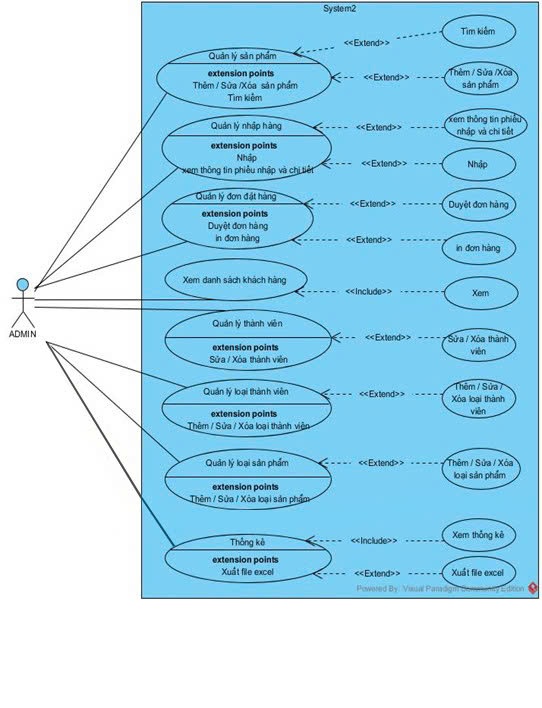 System2
Tìm kiếm
<<Extend>>
Quản lý sản phẩm
extension points
Thêm / Sửa /Xóa sản phẩm
Tìm kiếm
<<Extend>>
Thêm / Sửa /Xóa
sản phẩm
Quản lý nhập hàng
extension points
Nhập
xem thông tin phiếu nhập và chi tiết
<<Extend>>
xem thông tin phiếu
nhập và chi tiết
<<Extend>>
Nhập
Quản lý đơn đặt hàng
extension points
Duyệt đơn hàng
in đơn hàng
<<Extend>>
Duyệt đơn hàng
<<Extend>>
in đơn hàng
Xem danh sách khách hàng
<<Include>>
Xem
ADMIN
Quản lý thành viên
extension points
Sửa / Xóa thành viên
<<Extend>>
Sửa / Xóa thành
viên
Quản lý loại thành viên
extension points
Thêm / Sửa / Xóa loại thành viên
<<Extend>>
Thêm / Sửa /
Xóa loại thành
viên
Quản lý loại sản phẩm
extension points
Thêm / Sửa / Xóa loại sản phẩm
<<Extend>>
Thêm / Sửa / Xóa
loại sản phẩm
Thông kê
extension points
Xuất file excel
<<Include>>
Xem thông kê
<<Extend>>
Xuất file excel
Powered By: Visual Paradigm Community Edition